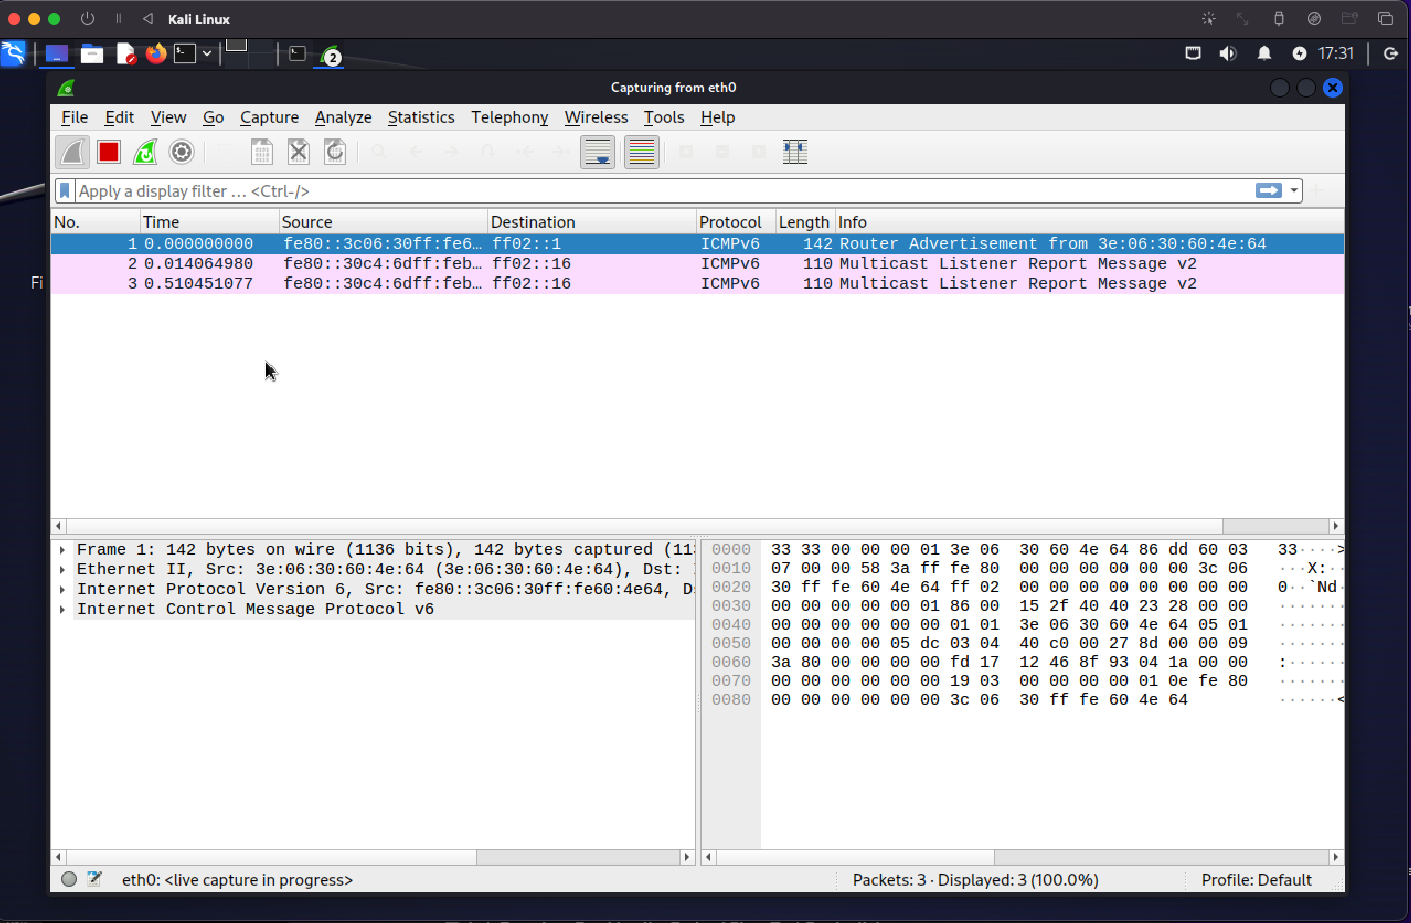 Kali Linux
2
17:31
Capturing from eth0
File Edit View Go Capture Analyze Statistics Telephony Wireless Tools Help
Apply a display filter … <Ctrl-/>
No. Time Source Destination Protocol Length Info
1 0.000000000 fe80::3c06:30ff:fe6… ff02::1 ICMPv6 142 Router Advertisement from 3e:06:30:60:4e:64
2 0.014064980 fe80::30c4:6dff:feb… ff02::16 ICMPv6 110 Multicast Listener Report Message v2
Fi
3 0.510451077 fe80::30c4:6dff:feb… ff02::16 ICMPv6 110 Multicast Listener Report Message v2
Frame 1: 142 bytes on wire (1136 bits), 142 bytes captured (11
Ethernet II, Src: 3e:06:30:60:4e:64 (3e:06:30:60:4e:64), Dst:
Internet Protocol Version 6, Src: fe80::3c06:30ff:fe60:4e64, D
Internet Control Message Protocol v6
0000 33 33 00 00 00 01 3e 06 30 60 4e 64 86 dd 60 03 33····>
0010 07 00 00 58 3a ff fe 80 00 00 00 00 00 00 3c 06 ···X:··
0020 30 ff fe 60 4e 64 ff 02 00 00 00 00 00 00 00 00 0··`Nd·
0030 00 00 00 00 00 01 86 00 15 2f 40 40 23 28 00 00 ·······
0040 00 00 00 00 00 00 01 01 3e 06 30 60 4e 64 05 01 ·······
0050 00 00 00 00 05 dc 03 04 40 c0 00 27 8d 00 00 09 ·······
0060 3a 80 00 00 00 00 fd 17 12 46 8f 93 04 1a 00 00 :······
0070 00 00 00 00 00 00 19 03 00 00 00 00 01 0e fe 80 ·······
0080 00 00 00 00 00 00 3c 06 30 ff fe 60 4e 64 ······<
eth0: <live capture in progress>
Packets: 3 · Displayed: 3 (100.0%)
Profile: Default